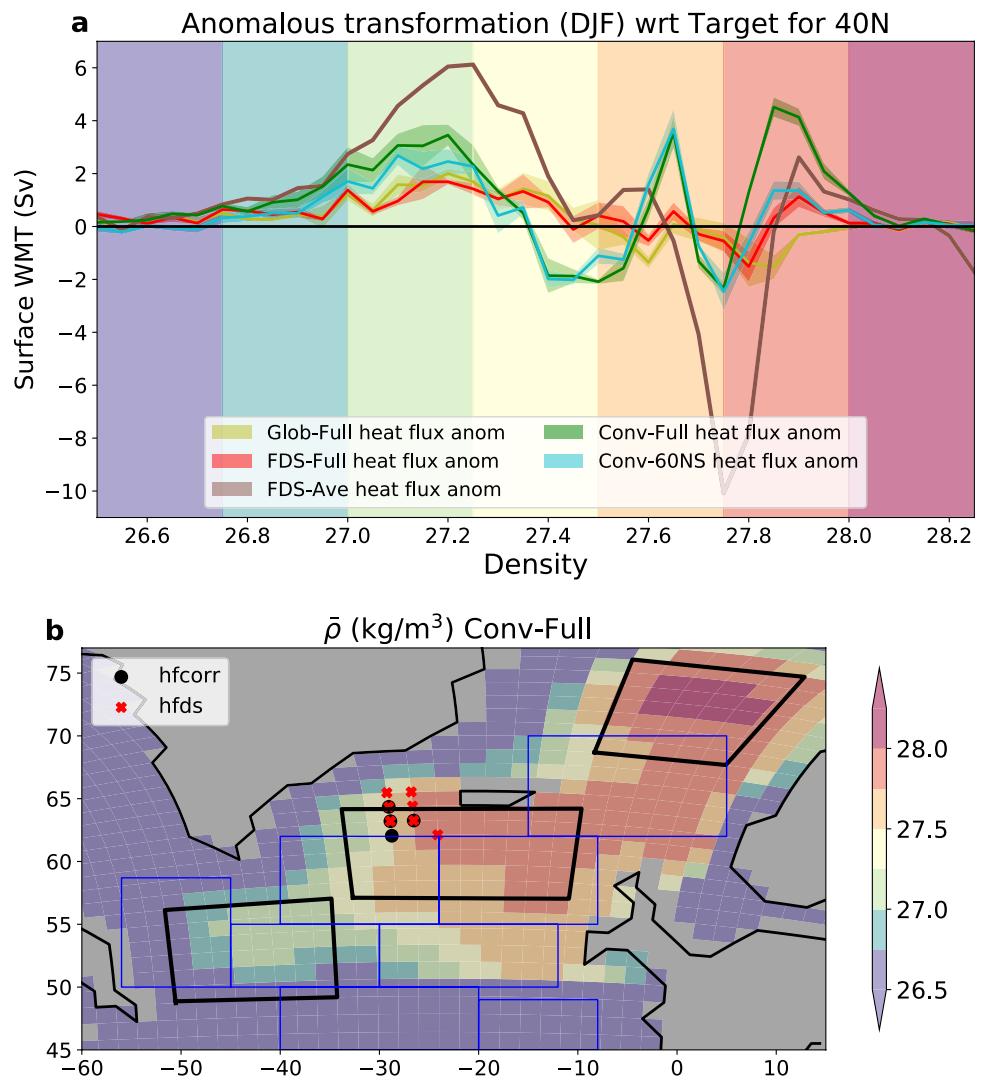 a Anomalous transformation (DJF) wrt Target for 40N
Surface WMT (Sv)
6
4
2
0
−2
−4
−6
−8
−10
Glob-Full heat flux anom
FDS-Full heat flux anom
FDS-Ave heat flux anom
Conv-Full heat flux anom
Conv-60NS heat flux anom
26.6 26.8 27.0 27.2 27.4 27.6 27.8 28.0 28.2
Density
b ρ̄ (kg/m³) Conv-Full
hfcorr
hfds
75
70
65
60
55
50
45
−60 −50 −40 −30 −20 −10 0 10
28.0
27.5
27.0
26.5